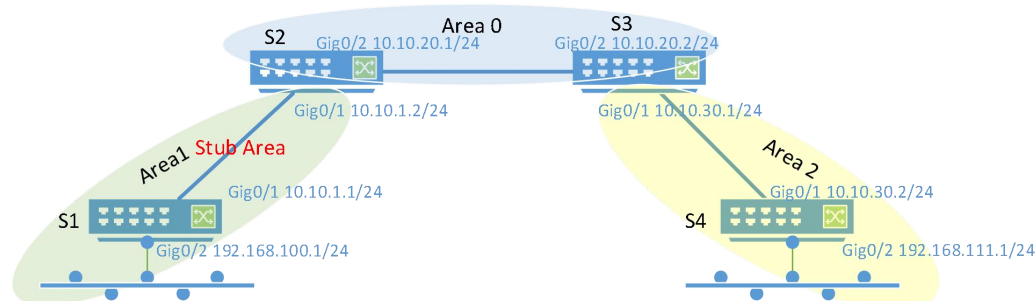 Area 0
S2
S3
Gig0/2 10.10.20.1/24
Gig0/2 10.10.20.2/24
Gig0/1 10.10.1.2/24
Gig0/1 10.10.30.1/24
Area1
Stub Area
Area 2
Gig0/1 10.10.1.1/24
Gig0/1 10.10.30.2/24
S1
S4
Gig0/2 192.168.100.1/24
Gig0/2 192.168.111.1/24